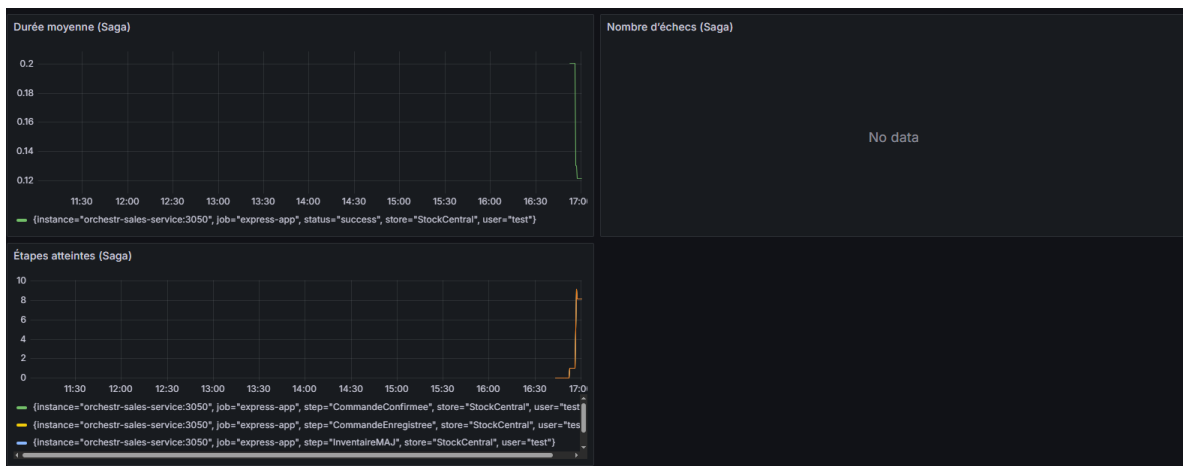 Durée moyenne (Saga)
0.2
0.18
0.16
0.14
0.12
11:30 12:00 12:30 13:00 13:30 14:00 14:30 15:00 15:30 16:00 16:30 17:0
{instance="orchestr-sales-service:3050", job="express-app", status="success", store="StockCentral", user="test"}
Nombre d'échecs (Saga)
No data
Étapes atteintes (Saga)
10
8
6
4
2
0
11:30 12:00 12:30 13:00 13:30 14:00 14:30 15:00 15:30 16:00 16:30 17:0
{instance="orchestr-sales-service:3050", job="express-app", step="CommandeConfirmee", store="StockCentral", user="test
{instance="orchestr-sales-service:3050", job="express-app", step="CommandeEnregistree", store="StockCentral", user="tes
{instance="orchestr-sales-service:3050", job="express-app", step="InventaireMAJ", store="StockCentral", user="test"}